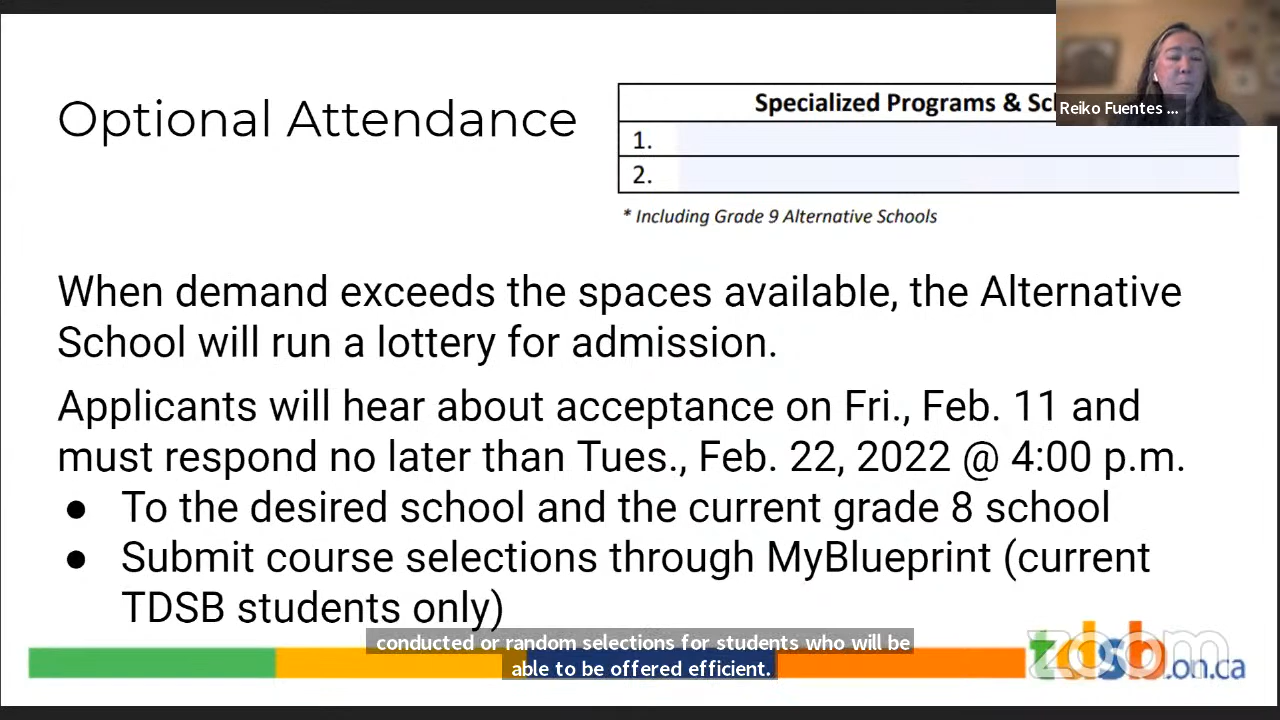 Optional Attendance
Specialized Programs &
1.
2.
* Including Grade 9 Alternative Schools
Reiko Fuentes ...
When demand exceeds the spaces available, the Alternative
School will run a lottery for admission.
Applicants will hear about acceptance on Fri., Feb. 11 and
must respond no later than Tues., Feb. 22, 2022 @ 4:00 p.m.
● To the desired school and the current grade 8 school
● Submit course selections through MyBlueprint (current
TDSB students only)
conducted or random selections for students who will be
able to be offered efficient.
zoom
tdsb.on.ca